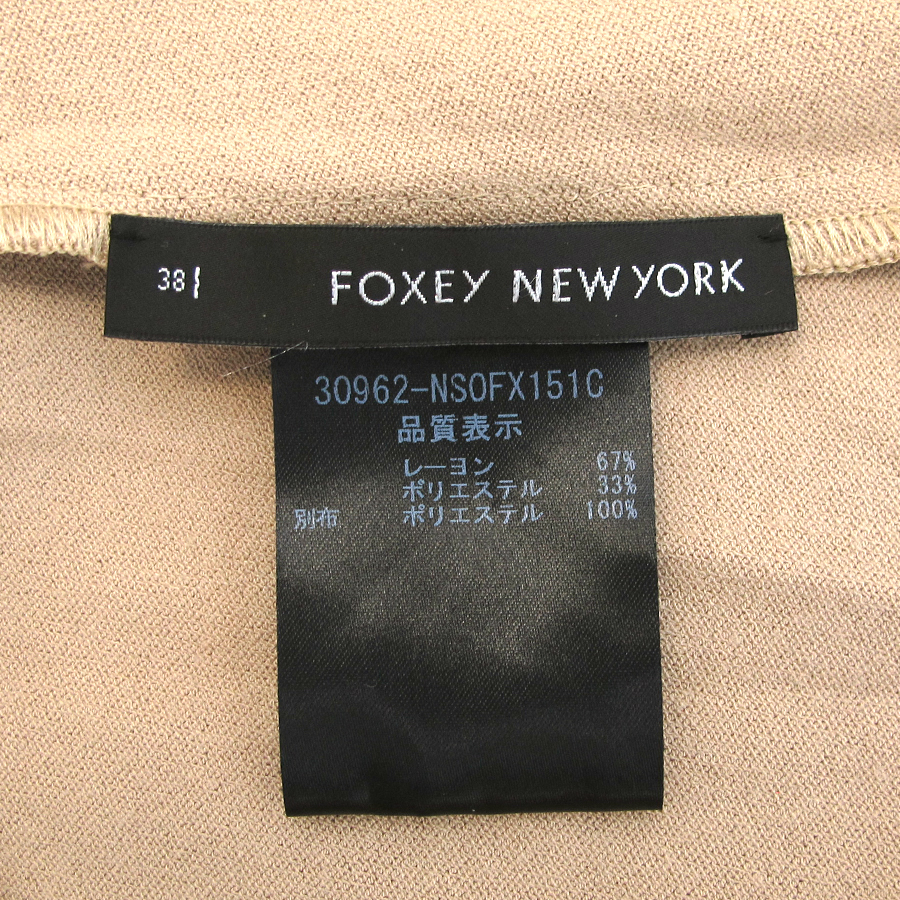 38 FOXEY NEW YORK
30962-NSOFX151C
品質表示
レーヨン 67%
ポリエステル 33%
別布 ポリエステル 100%